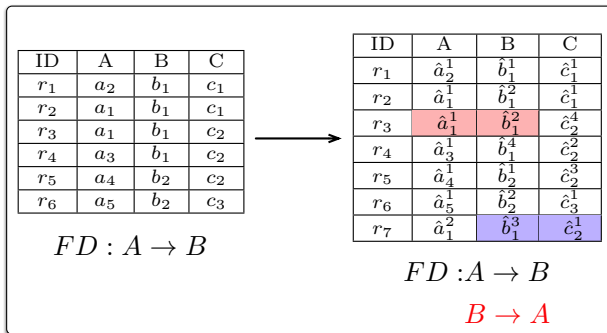 ID A B C
r₁ a₂ b₁ c₁
r₂ a₁ b₁ c₁
r₃ a₁ b₁ c₂
r₄ a₃ b₁ c₂
r₅ a₄ b₂ c₂
r₆ a₅ b₂ c₃
FD : A → B
ID A B C
r₁ â₂¹ b̂₁¹ ĉ₁¹
r₂ â₁¹ b̂₁² ĉ₁¹
r₃ â₁¹ b̂₁² ĉ₂⁴
r₄ â₃¹ b̂₁⁴ ĉ₂²
r₅ â₄¹ b̂₂¹ ĉ₂³
r₆ â₅¹ b̂₂² ĉ₃¹
r₇ â₁² b̂₁³ ĉ₂¹
FD :A → B
B → A